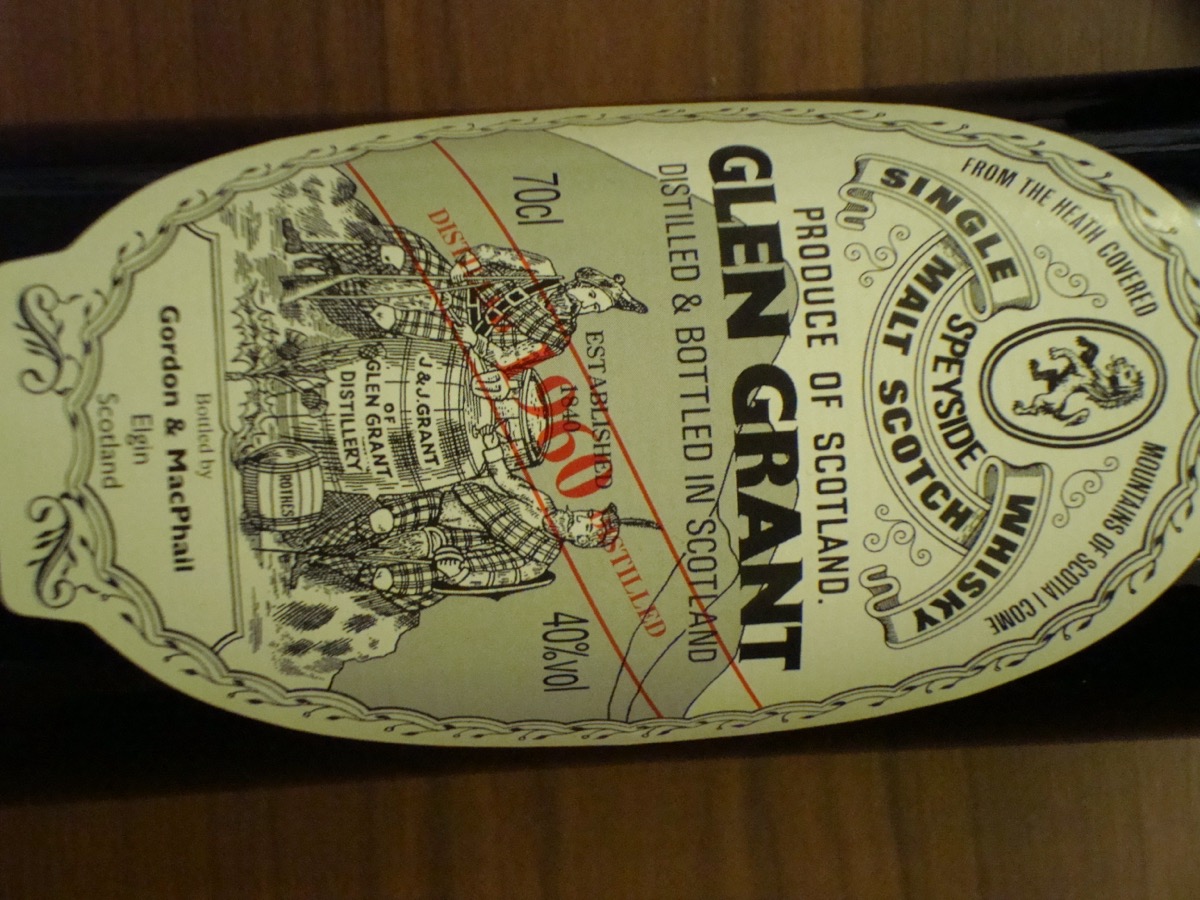 FROM THE HEATH COVERED
MOUNTAINS OF SCOTIA I COME
SINGLE
MALT SCOTCH
WHISKY
SPEYSIDE
PRODUCE OF SCOTLAND.
GLEN GRANT
DISTILLED & BOTTLED IN SCOTLAND
70cl
ESTABLISHED
1840
40%vol
DISTILLED 1960 DISTILLED
J & J. GRANT
OF
GLEN GRANT
DISTILLERY
ROTHES
Bottled by
Gordon & MacPhail
Elgin
Scotland